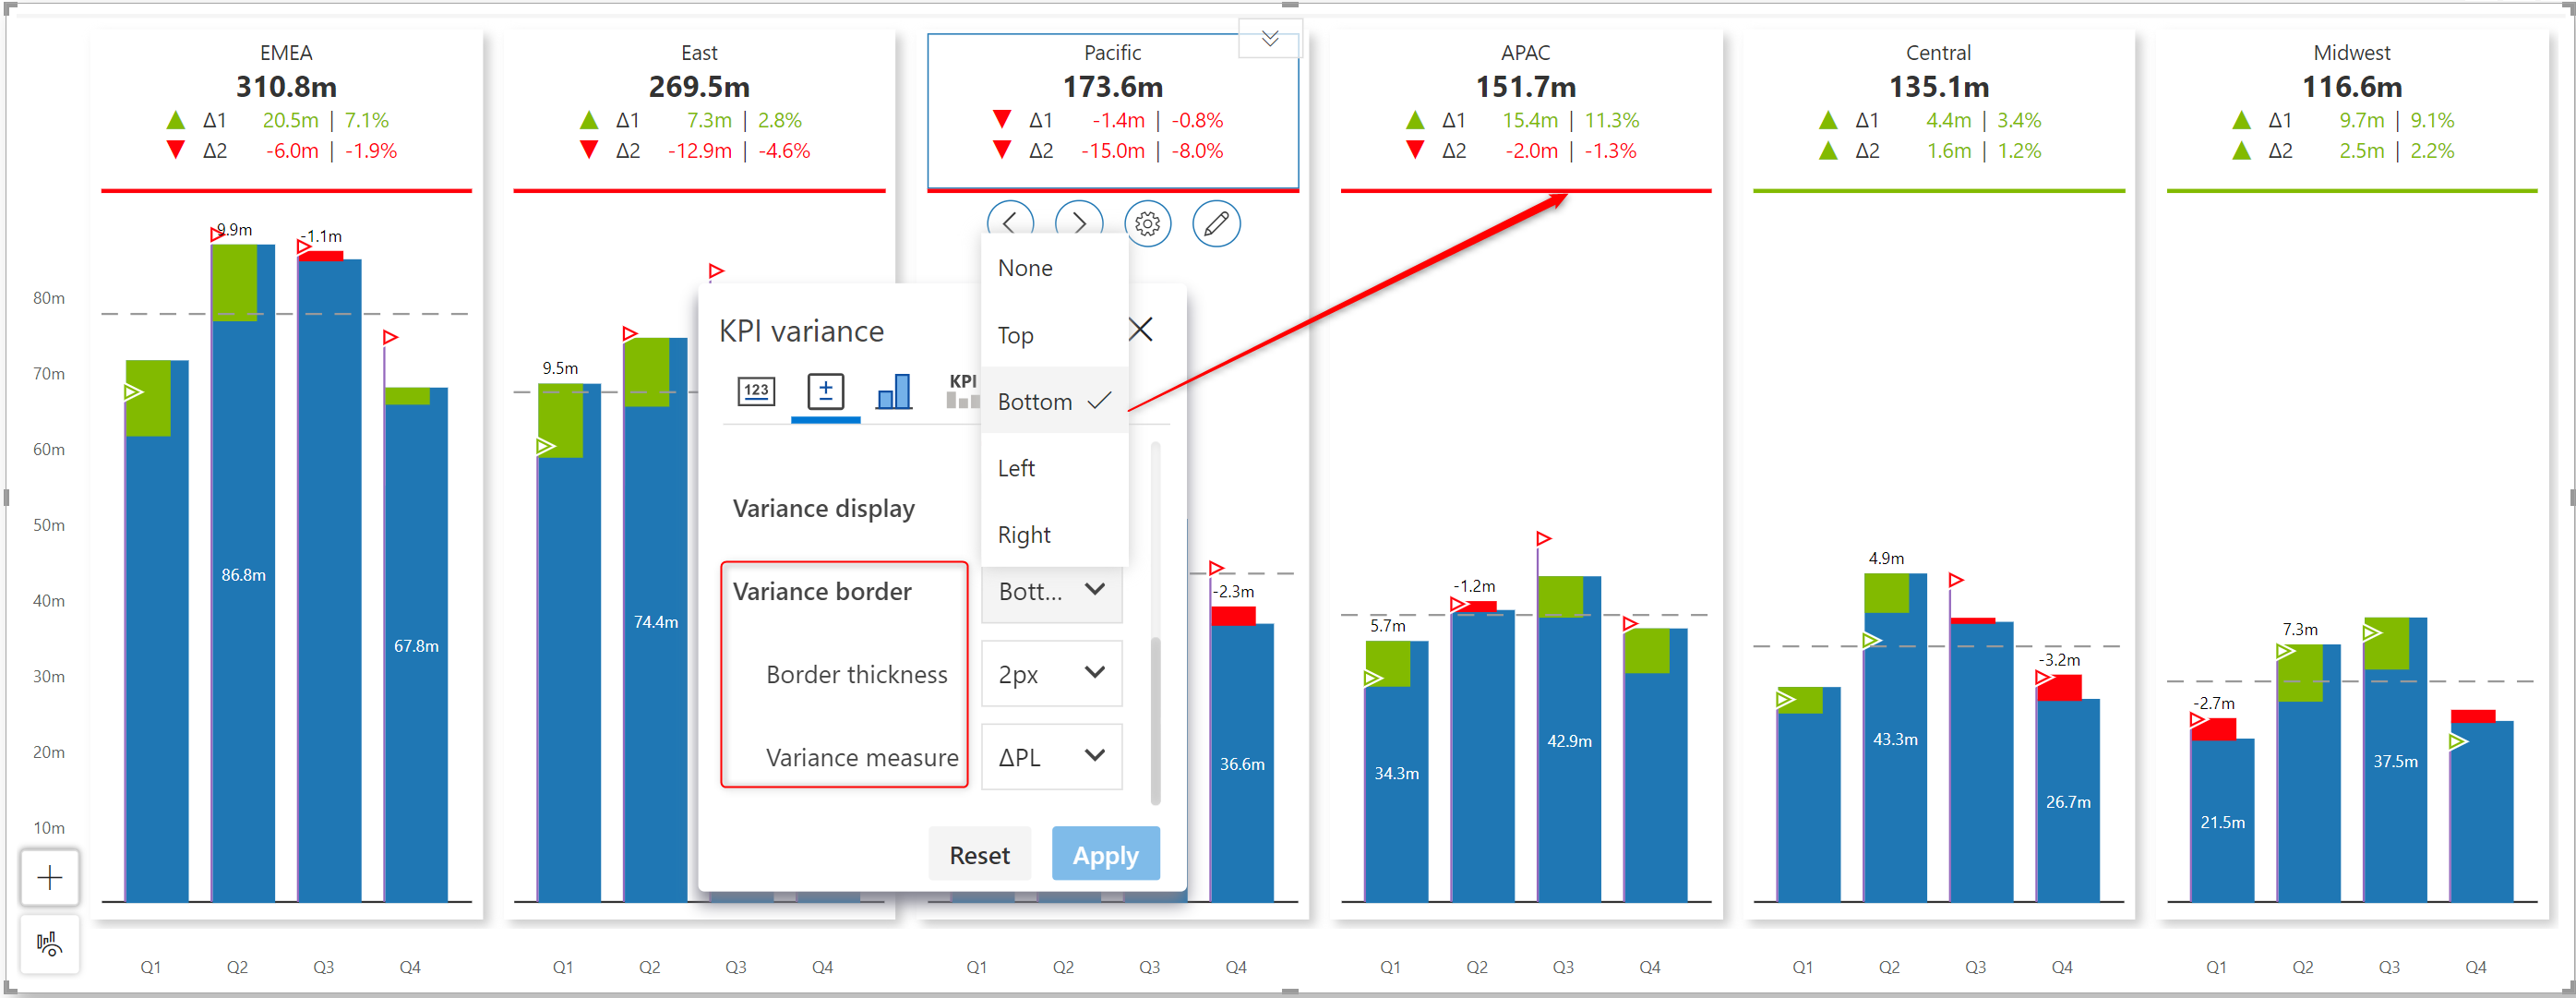 EMEA
310.8m
Δ1 20.5m | 7.1%
Δ2 -6.0m | -1.9%
East
269.5m
Δ1 7.3m | 2.8%
Δ2 -12.9m | -4.6%
Pacific
173.6m
Δ1 -1.4m | -0.8%
Δ2 -15.0m | -8.0%
APAC
151.7m
Δ1 15.4m | 11.3%
Δ2 -2.0m | -1.3%
Central
135.1m
Δ1 4.4m | 3.4%
Δ2 1.6m | 1.2%
Midwest
116.6m
Δ1 9.7m | 9.1%
Δ2 2.5m | 2.2%
80m
70m
60m
50m
40m
30m
20m
10m
9.9m
-1.1m
86.8m
67.8m
9.5m
74.4m
KPI variance
123
KPI
None
Top
Bottom
Left
Right
Variance display
Variance border
Bott...
Border thickness
2px
Variance measure
ΔPL
Reset
Apply
-2.3m
36.6m
5.7m
-1.2m
34.3m
42.9m
4.9m
-3.2m
43.3m
26.7m
-2.7m
7.3m
21.5m
37.5m
Q1 Q2 Q3 Q4
Q1 Q2 Q3 Q4
Q1 Q2 Q3 Q4
Q1 Q2 Q3 Q4
Q1 Q2 Q3 Q4
Q1 Q2 Q3 Q4